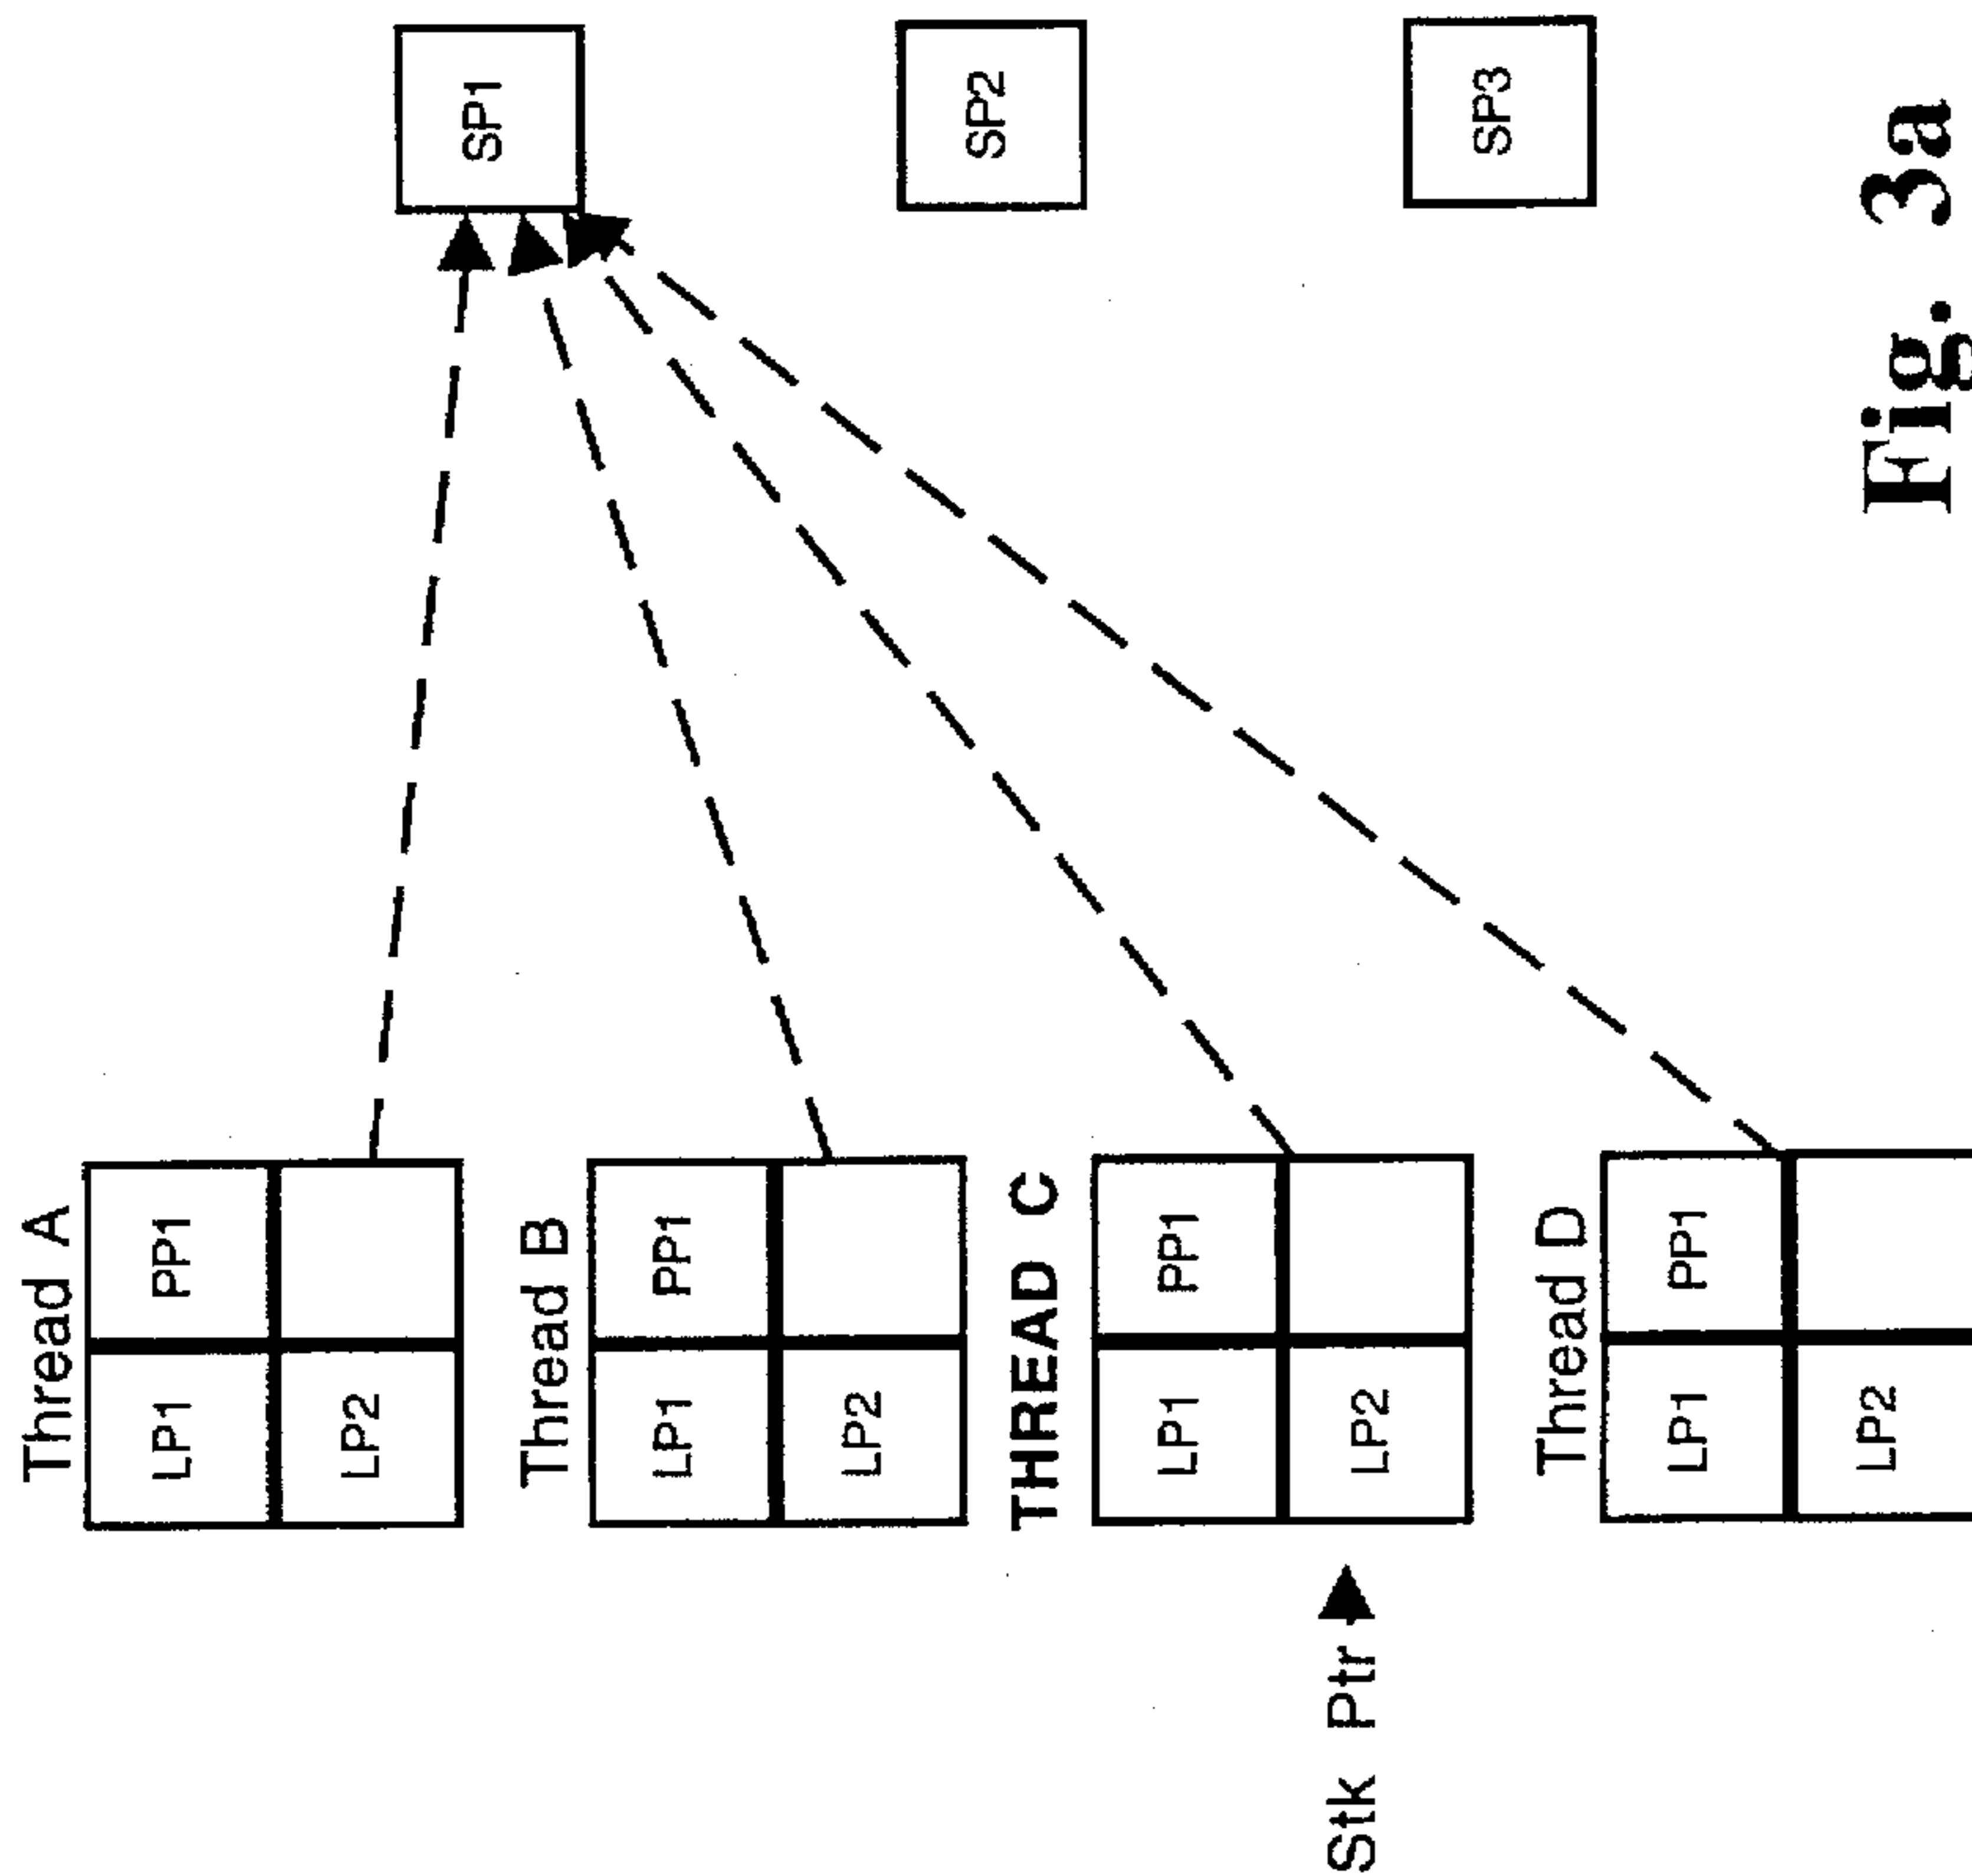 Thread A
LP1 PP1
LP2
Thread B
LP1 PP1
LP2
THREAD C
LP1 PP1
Stk Ptr LP2
Thread D
LP1 PP1
LP2
SP1
SP2
SP3
Fig. 3a